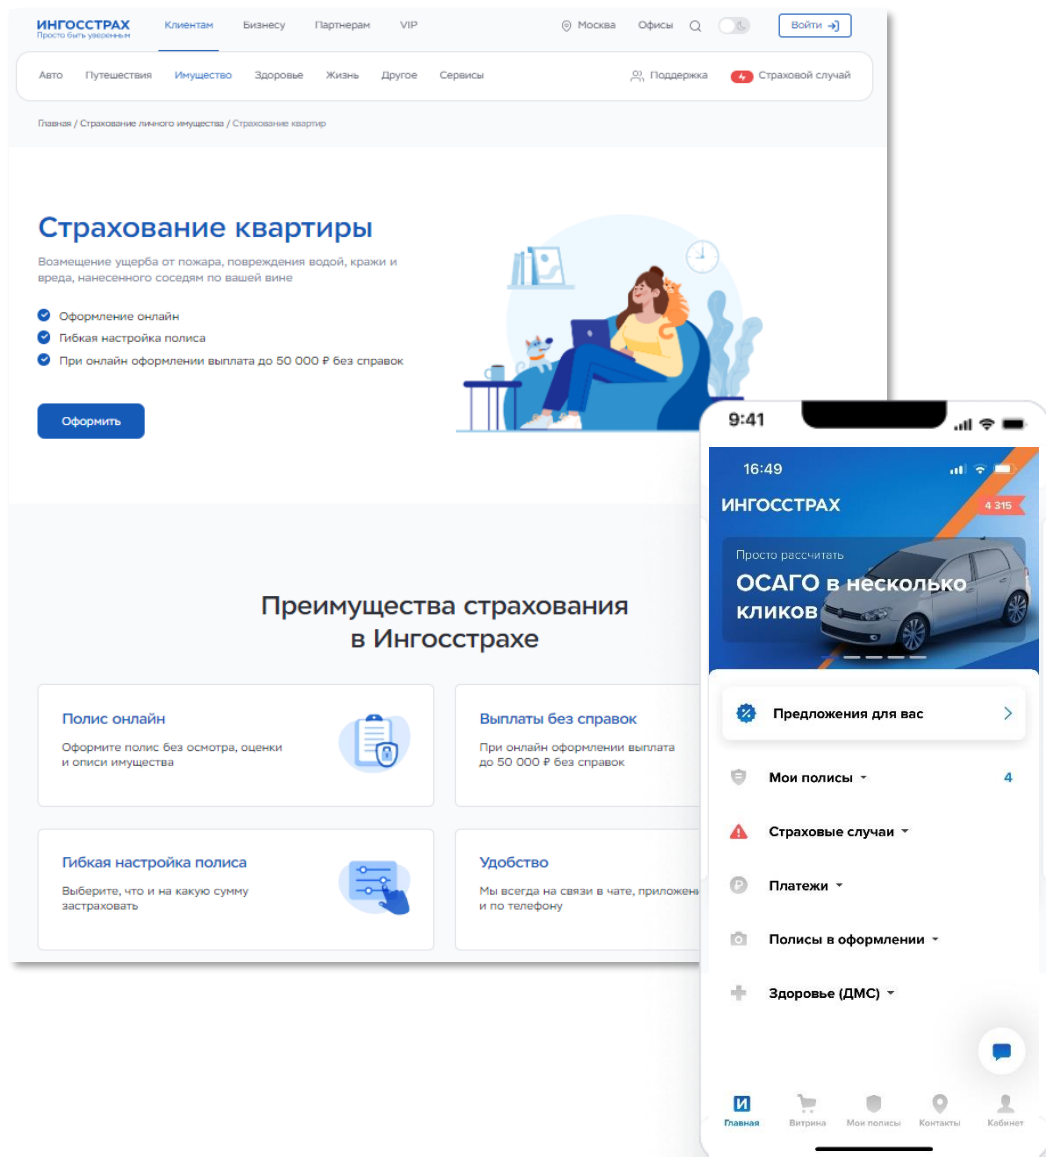 ИНГОССТРАХ
Просто быть уверенным
Клиентам
Бизнесу
Партнерам
VIP
Москва
Офисы
Войти
Авто
Путешествия
Имущество
Здоровье
Жизнь
Другое
Сервисы
Поддержка
Страховой случай
Главная / Страхование личного имущества / Страхование квартир
Страхование квартиры
Возмещение ущерба от пожара, повреждения водой, кражи и
вреда, нанесенного соседям по вашей вине
Оформление онлайн
Гибкая настройка полиса
При онлайн оформлении выплата до 50 000 ₽ без справок
Оформить
Преимущества страхования
в Ингосстрахе
Полис онлайн
Оформите полис без осмотра, оценки
и описи имущества
Выплаты без справок
При онлайн оформлении выплата
до 50 000 ₽ без справок
Гибкая настройка полиса
Выберите, что и на какую сумму
застраховать
Удобство
Мы всегда на связи в чате, приложени
и по телефону
9:41
16:49
ИНГОССТРАХ
4 315
Просто рассчитать
ОСАГО в несколько
кликов
Предложения для вас
Мои полисы
4
Страховые случаи
Платежи
Полисы в оформлении
Здоровье (ДМС)
Главная
Витрина
Мои полисы
Контакты
Кабинет